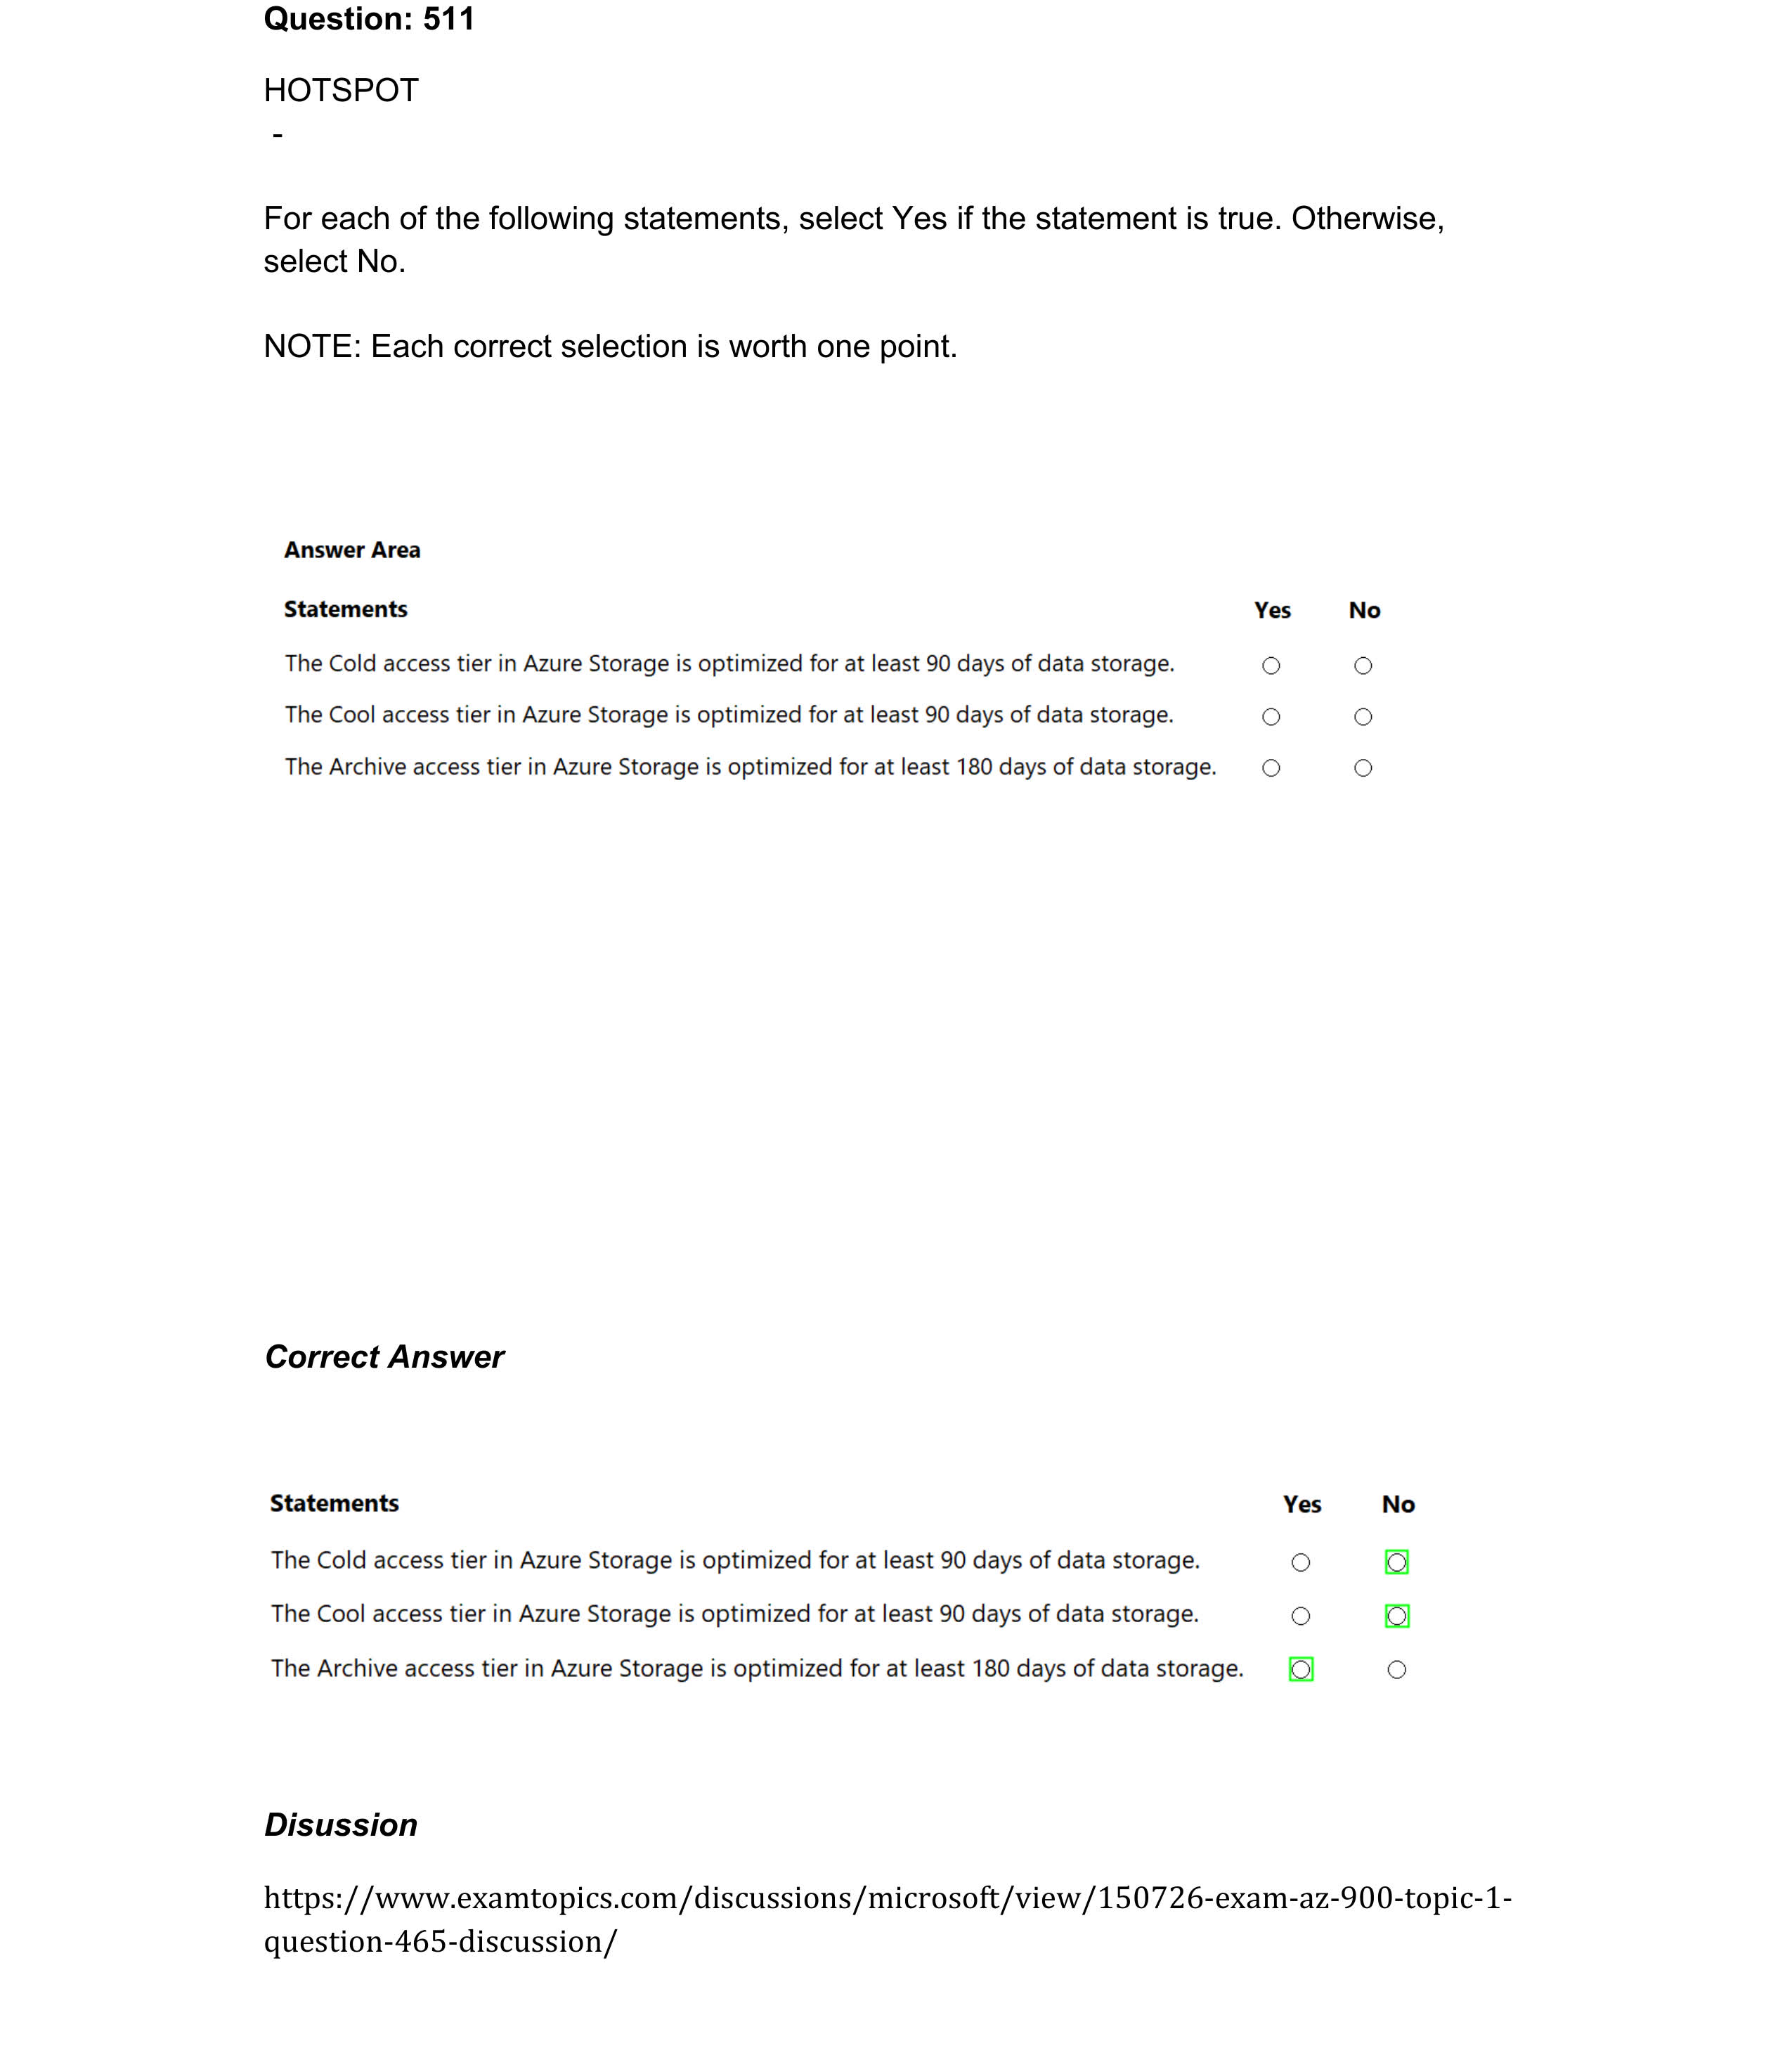 Question: 511
HOTSPOT
-
For each of the following statements, select Yes if the statement is true. Otherwise,
select No.
NOTE: Each correct selection is worth one point.
Answer Area
Statements Yes No
The Cold access tier in Azure Storage is optimized for at least 90 days of data storage.
The Cool access tier in Azure Storage is optimized for at least 90 days of data storage.
The Archive access tier in Azure Storage is optimized for at least 180 days of data storage.
Correct Answer
Statements Yes No
The Cold access tier in Azure Storage is optimized for at least 90 days of data storage.
The Cool access tier in Azure Storage is optimized for at least 90 days of data storage.
The Archive access tier in Azure Storage is optimized for at least 180 days of data storage.
Disussion
https://www.examtopics.com/discussions/microsoft/view/150726-exam-az-900-topic-1-
question-465-discussion/